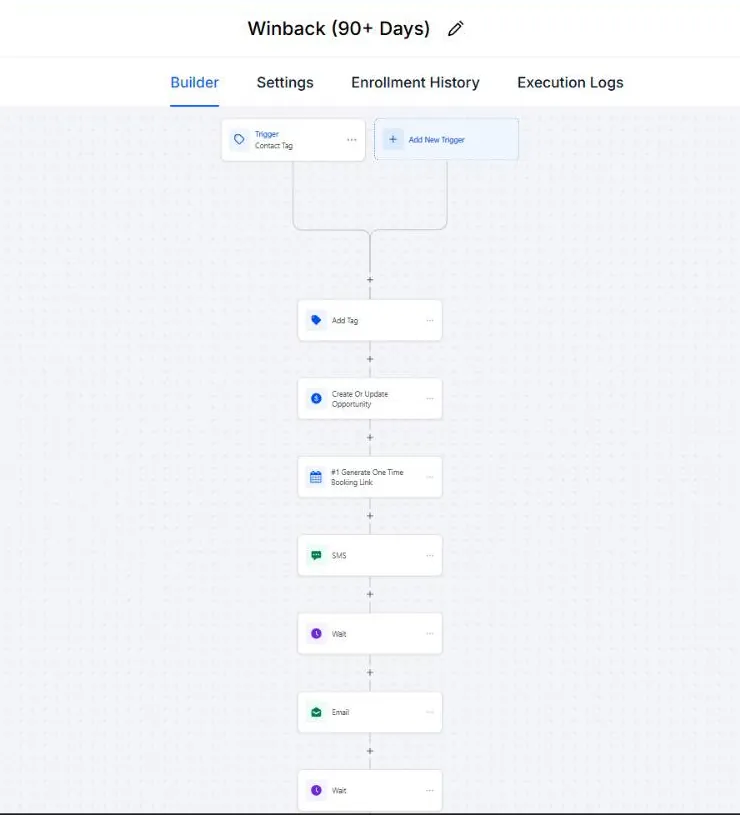 Winback (90+ Days)
Builder
Settings
Enrollment History
Execution Logs
Trigger
Contact Tag
Add New Trigger
Add Tag
Create Or Update
Opportunity
#1 Generate One Time
Booking Link
SMS
Wait
Email
Wait